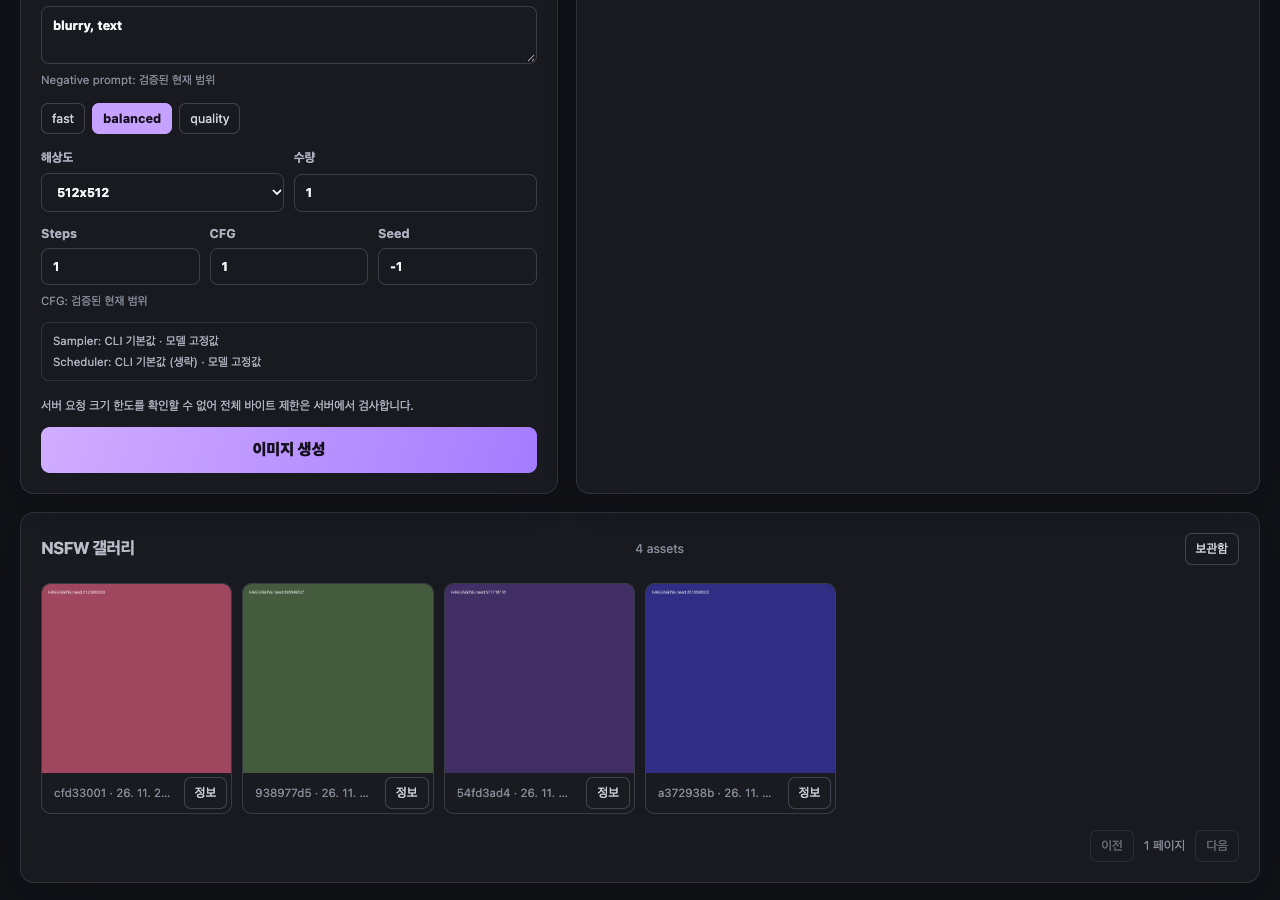 blurry, text
Negative prompt: 검증된 현재 범위
fast
balanced
quality
해상도
수량
512x512
1
Steps
CFG
Seed
1
1
-1
CFG: 검증된 현재 범위
Sampler: CLI 기본값 · 모델 고정값
Scheduler: CLI 기본값 (생략) · 모델 고정값
서버 요청 크기 한도를 확인할 수 없어 전체 바이트 제한은 서버에서 검사합니다.
이미지 생성
NSFW 갤러리
4 assets
보관함
cfd33001 · 26. 11. 2...
정보
938977d5 · 26. 11. ...
정보
54fd3ad4 · 26. 11. ...
정보
a372938b · 26. 11. ...
정보
이전
1 페이지
다음